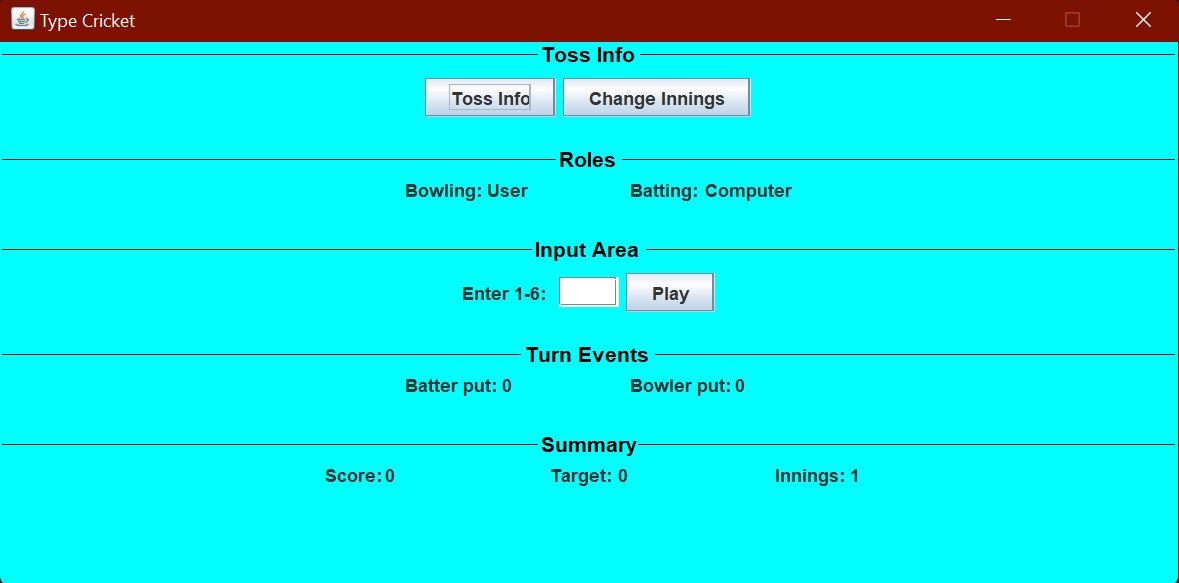 Type Cricket
Toss Info
Toss Info Change Innings
Roles
Bowling: User Batting: Computer
Input Area
Enter 1-6: Play
Turn Events
Batter put: 0 Bowler put: 0
Summary
Score: 0 Target: 0 Innings: 1